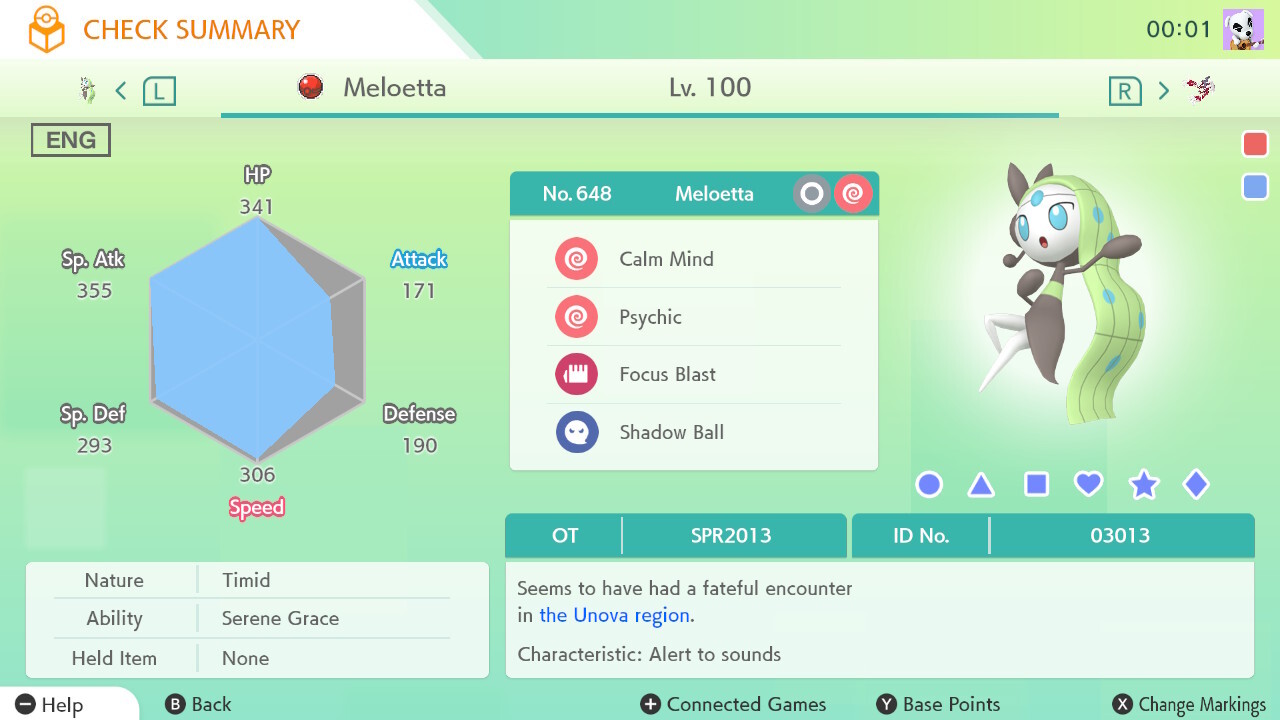 CHECK SUMMARY
00:01
L
Meloetta
Lv. 100
R
ENG
HP
341
Sp. Atk
355
Attack
171
Sp. Def
293
Defense
190
306
Speed
No. 648 Meloetta
Calm Mind
Psychic
Focus Blast
Shadow Ball
OT SPR2013
ID No. 03013
Nature Timid
Ability Serene Grace
Held Item None
Seems to have had a fateful encounter
in the Unova region.
Characteristic: Alert to sounds
Help
B Back
Connected Games
Y Base Points
X Change Markings